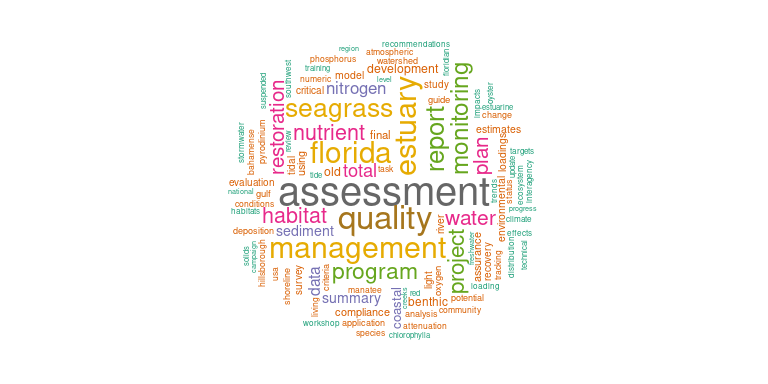 recommendations
region
atmospheric
phosphorus
watershed
training
development
floridian
numeric
model
level
southwest
critical
nitrogen
study
suspended
seagrass
estuary
guide
monitoring
impacts
oyster
estuarine
restoration
nutrient
final
report
change
stormwater
bahamense
pyrodinium
review
florida
plan
estimates
loadings
tidal
using
tide
old
total
task
targets
update
ecosystem
interagency
evaluation
national
gulf
assessment
trends
environmental
status
conditions
habitats
habitat
quality
water
progress
climate
deposition
sediment
river
effects
solids
campaign
hillsborough
management
project
freshwater
assurance
recovery
tracking
distribution
technical
usa
shoreline
survey
data
criteria
program
light
oxygen
loading
living
manatee
summary
coastal
creeks
red
benthic
potential
compliance
analysis
community
workshop
application
attenuation
species
chlorophylla